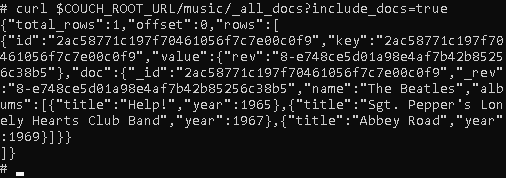 # curl $COUCH_ROOT_URL/music/_all_docs?include_docs=true
{"total_rows":1,"offset":0,"rows":[
{"id":"2ac58771c197f70461056f7c7e00c0f9","key":"2ac58771c197f70
461056f7c7e00c0f9","value":{"rev":"8-e748ce5d01a98e4af7b42b8525
6c38b5"},"doc":{"_id":"2ac58771c197f70461056f7c7e00c0f9","_rev"
:"8-e748ce5d01a98e4af7b42b85256c38b5","name":"The Beatles","alb
ums":[{"title":"Help!","year":1965},{"title":"Sgt. Pepper's Lon
ely Hearts Club Band","year":1967},{"title":"Abbey Road","year"
:1969}]}}
]}
#